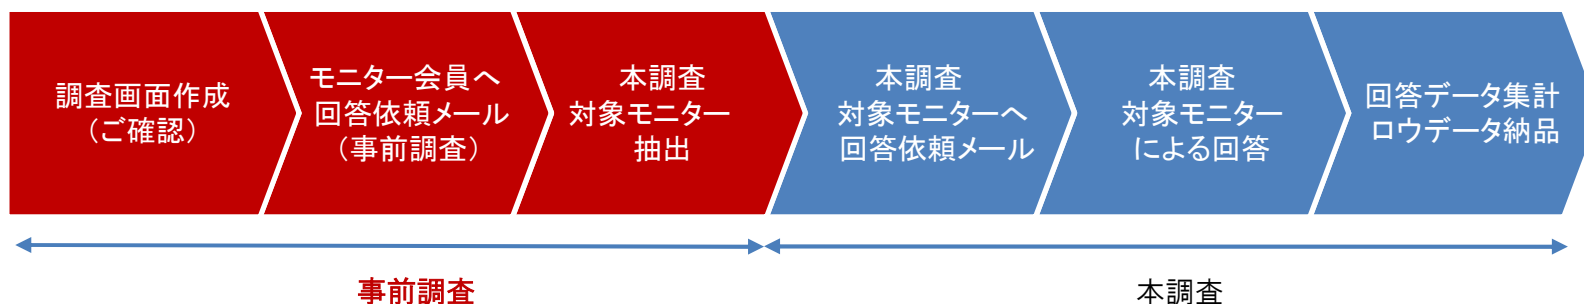 調査画面作成
（ご確認）
モニター会員へ
回答依頼メール
（事前調査）
本調査
対象モニター
抽出
本調査
対象モニターへ
回答依頼メール
本調査
対象モニター
による回答
回答データ集計
ロウデータ納品
事前調査
本調査